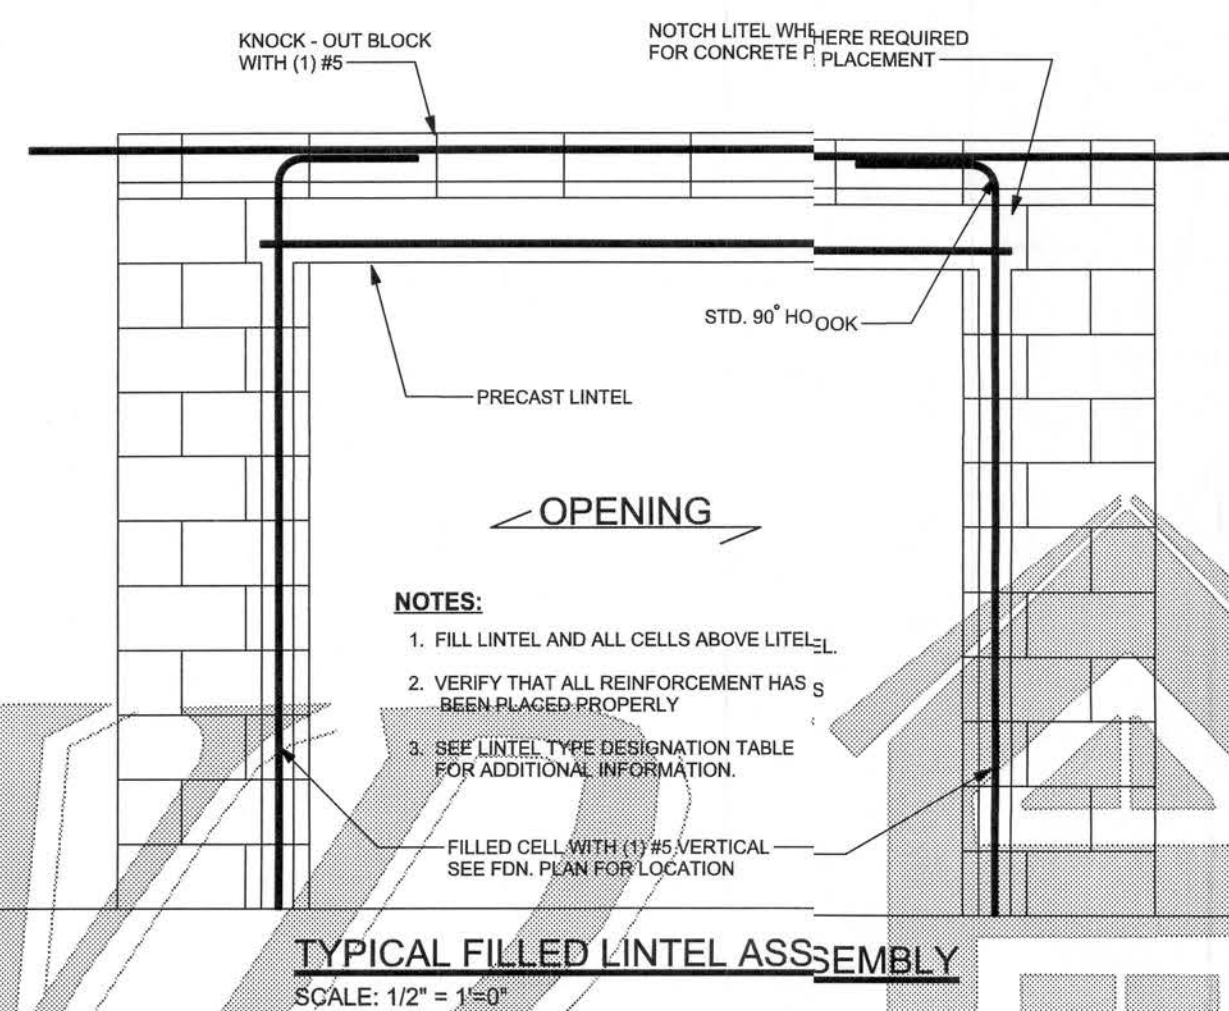 KNOCK - OUT BLOCK
WITH (1) #5
NOTCH LITEL WHERE REQUIRED
FOR CONCRETE PLACEMENT
STD. 90° HOOK
PRECAST LINTEL
OPENING
NOTES:
1. FILL LINTEL AND ALL CELLS ABOVE LITEL.
2. VERIFY THAT ALL REINFORCEMENT HAS
BEEN PLACED PROPERLY
3. SEE LINTEL TYPE DESIGNATION TABLE
FOR ADDITIONAL INFORMATION.
FILLED CELL WITH (1) #5 VERTICAL
SEE FDN. PLAN FOR LOCATION
TYPICAL FILLED LINTEL ASSEMBLY
SCALE: 1/2" = 1'=0"